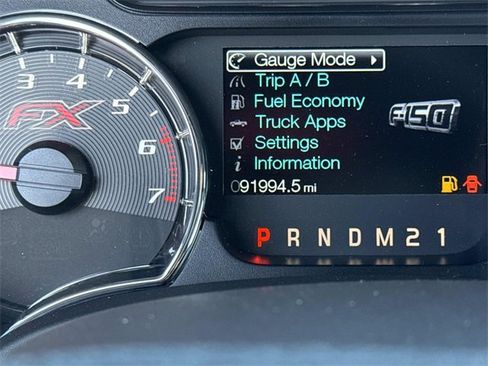 3
4
5
6
7
FX
Gauge Mode
Trip A / B
Fuel Economy
Truck Apps
Settings
i Information
F-150
091994.5 mi
P R N D M 2 1